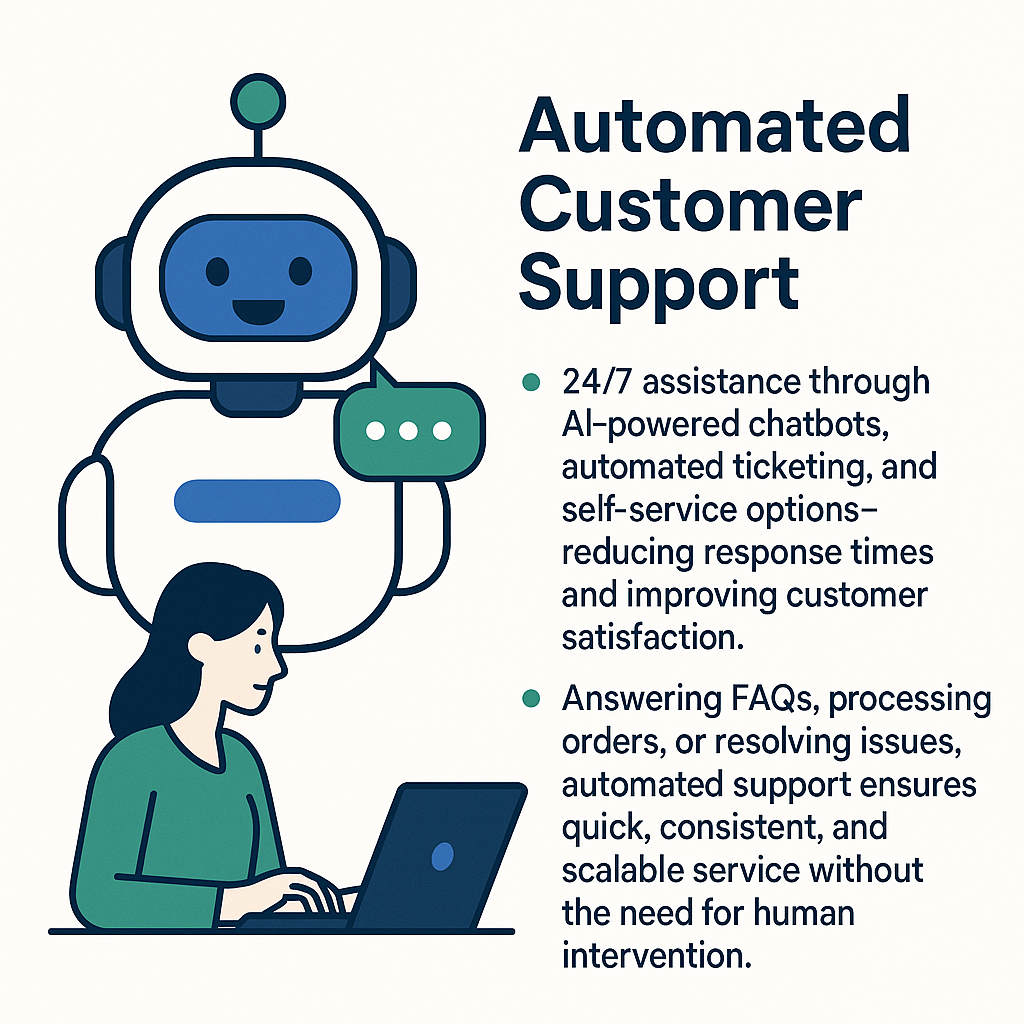 Automated
Customer
Support
24/7 assistance through
AI-powered chatbots,
automated ticketing, and
self-service options–
reducing response times
and improving customer
satisfaction.
Answering FAQs, processing
orders, or resolving issues,
automated support ensures
quick, consistent, and
scalable service without
the need for human
intervention.